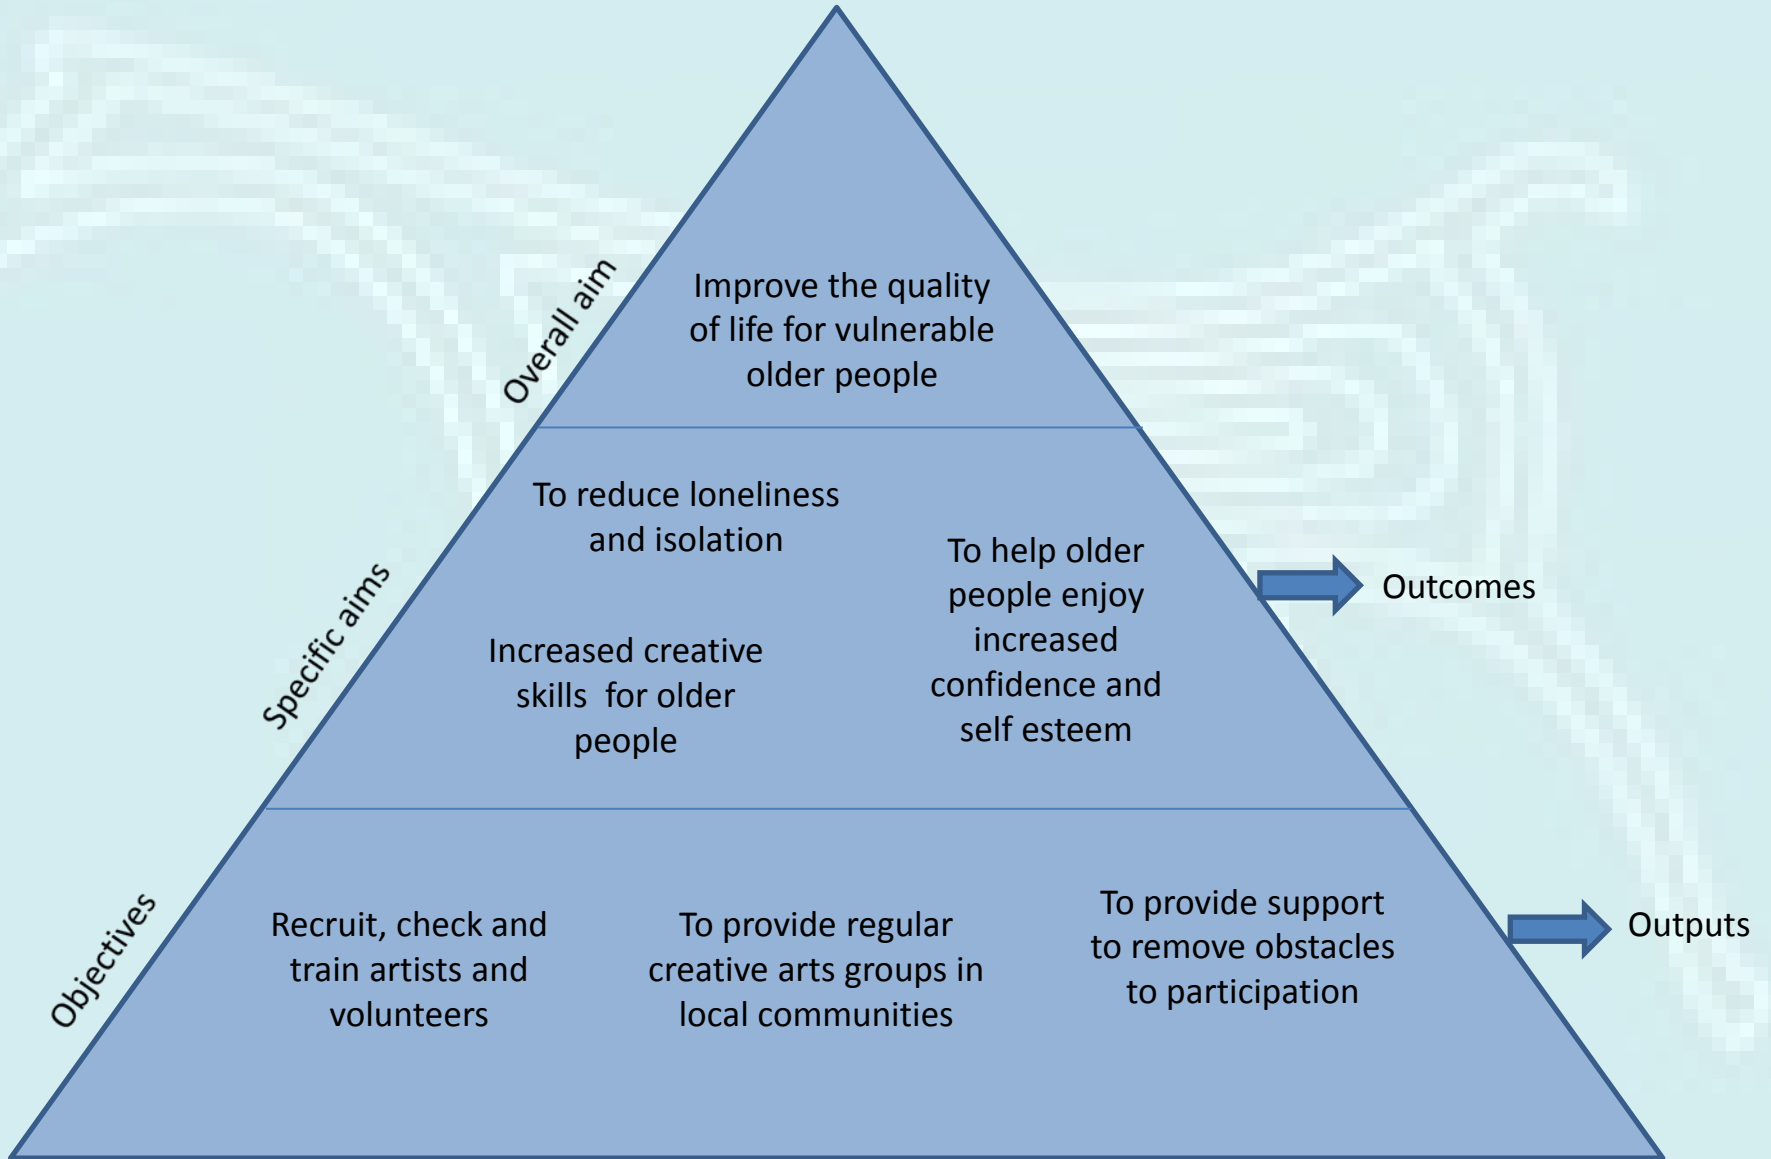 Overall aim
Improve the quality
of life for vulnerable
older people
Specific aims
To reduce loneliness
and isolation
Increased creative
skills  for older
people
To help older
people enjoy
increased
confidence and
self esteem
Outcomes
Objectives
Recruit, check and
train artists and
volunteers
To provide regular
creative arts groups in
local communities
To provide support
to remove obstacles
to participation
Outputs